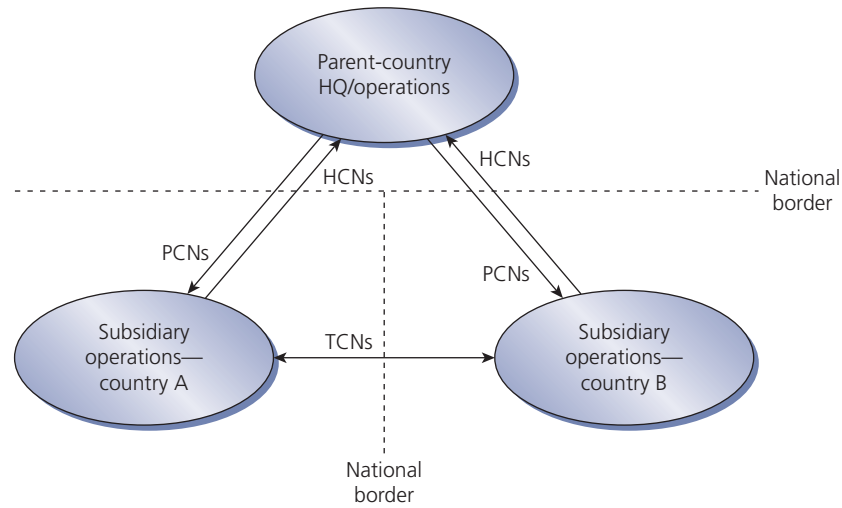 Parent-country
HQ/operations
HCNs
HCNs
National
border
PCNs
PCNs
Subsidiary
operations—
country A
TCNs
Subsidiary
operations—
country B
National
border